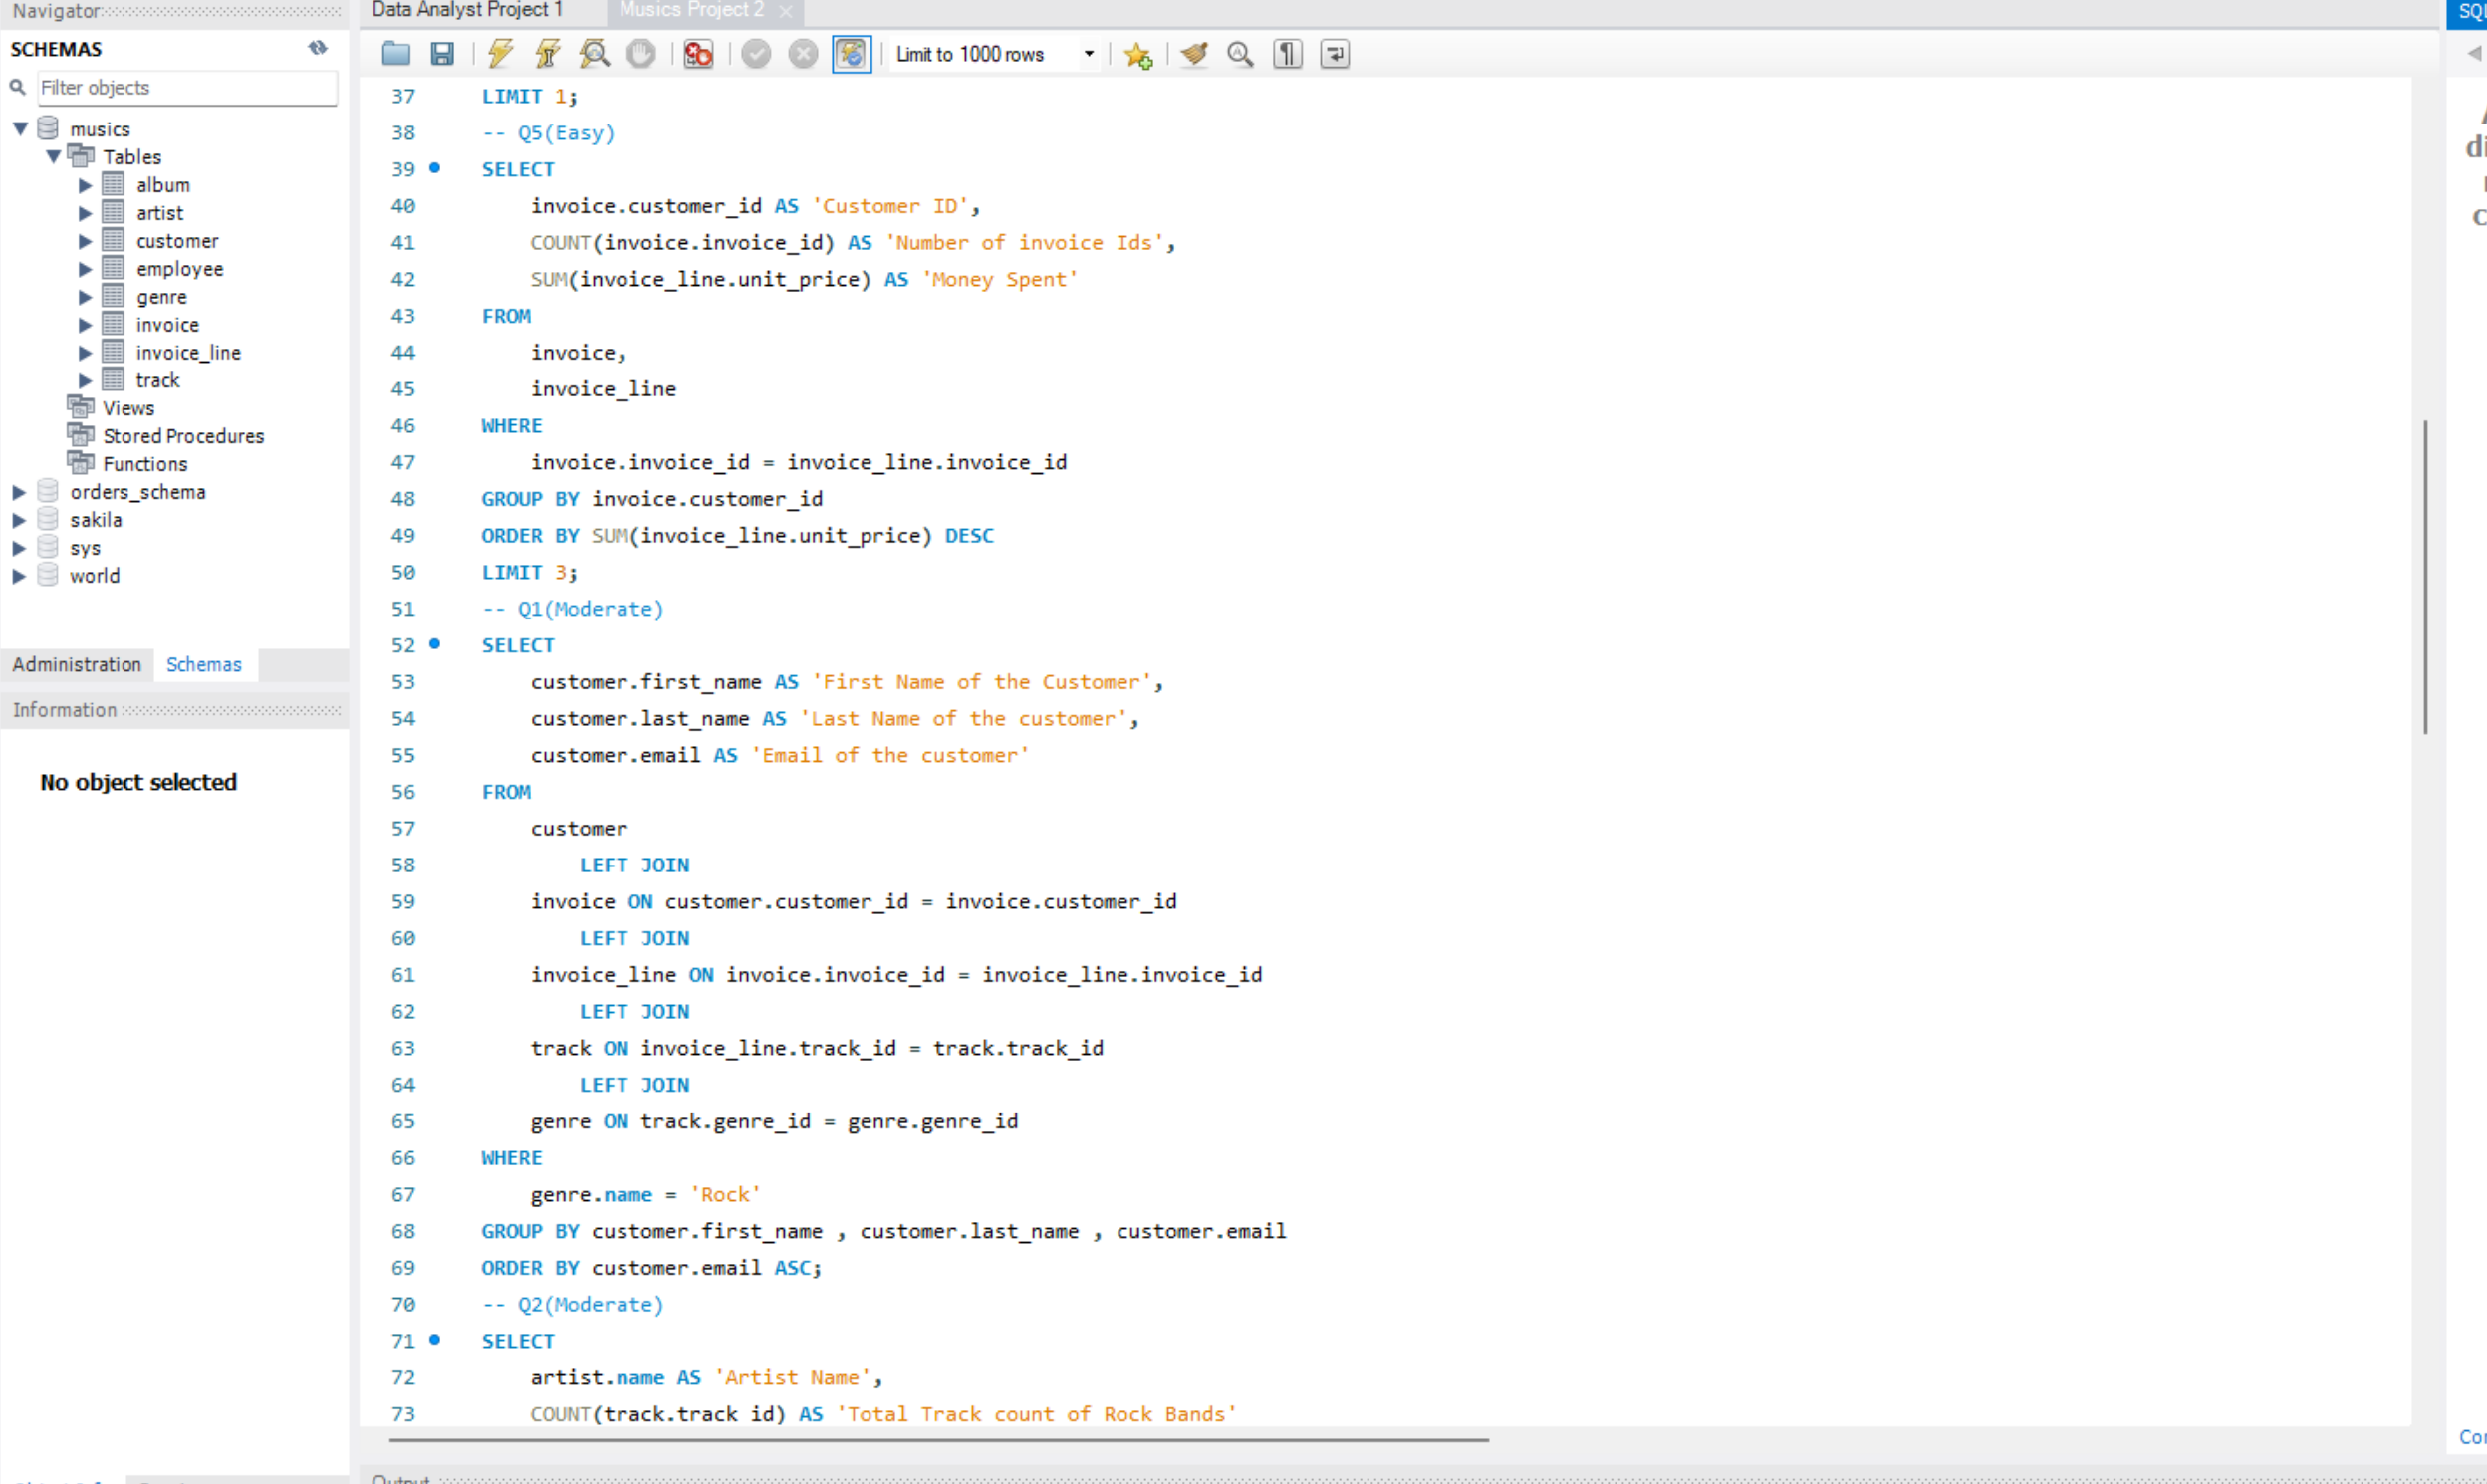 Navigator
SCHEMAS
Filter objects
musics
Tables
album
artist
customer
employee
genre
invoice
invoice_line
track
Views
Stored Procedures
Functions
orders_schema
sakila
sys
world
Administration Schemas
Information
No object selected
Data Analyst Project 1 Musics Project 2
Limit to 1000 rows
37 LIMIT 1;
38 -- Q5(Easy)
39 SELECT
40 invoice.customer_id AS 'Customer ID',
41 COUNT(invoice.invoice_id) AS 'Number of invoice Ids',
42 SUM(invoice_line.unit_price) AS 'Money Spent'
43 FROM
44 invoice,
45 invoice_line
46 WHERE
47 invoice.invoice_id = invoice_line.invoice_id
48 GROUP BY invoice.customer_id
49 ORDER BY SUM(invoice_line.unit_price) DESC
50 LIMIT 3;
51 -- Q1(Moderate)
52 SELECT
53 customer.first_name AS 'First Name of the Customer',
54 customer.last_name AS 'Last Name of the customer',
55 customer.email AS 'Email of the customer'
56 FROM
57 customer
58 LEFT JOIN
59 invoice ON customer.customer_id = invoice.customer_id
60 LEFT JOIN
61 invoice_line ON invoice.invoice_id = invoice_line.invoice_id
62 LEFT JOIN
63 track ON invoice_line.track_id = track.track_id
64 LEFT JOIN
65 genre ON track.genre_id = genre.genre_id
66 WHERE
67 genre.name = 'Rock'
68 GROUP BY customer.first_name , customer.last_name , customer.email
69 ORDER BY customer.email ASC;
70 -- Q2(Moderate)
71 SELECT
72 artist.name AS 'Artist Name',
73 COUNT(track.track_id) AS 'Total Track count of Rock Bands'
Output